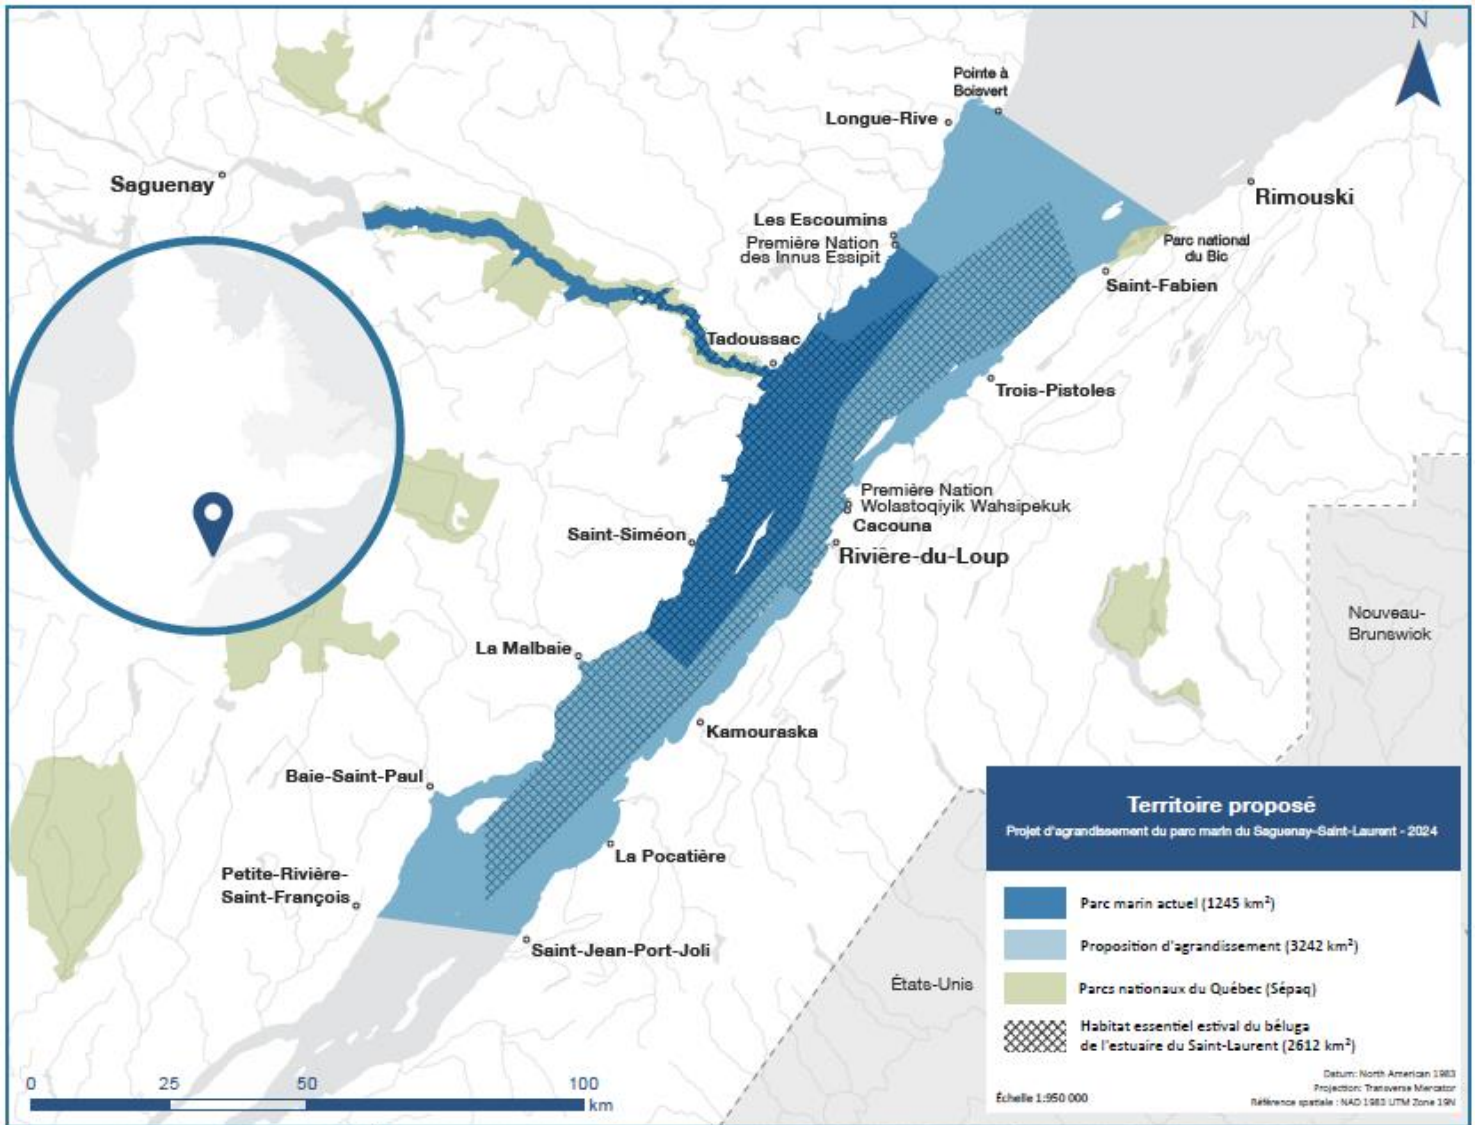 N
Pointe à
Boisvert
Longue-Rive
Saguenay
Rimouski
Les Escoumins
Première Nation
des Innus Essipit
Parc national
du Bic
Saint-Fabien
Tadoussac
Trois-Pistoles
Première Nation
Wolastoqiyik Wahsipekuk
Cacouna
Saint-Siméon
Rivière-du-Loup
Nouveau-
Brunswick
La Malbaie
Kamouraska
Baie-Saint-Paul
La Pocatière
Petite-Rivière-
Saint-François
Saint-Jean-Port-Joli
États-Unis
Territoire proposé
Projet d'agrandissement du parc marin du Saguenay-Saint-Laurent - 2024
Parc marin actuel (1245 km²)
Proposition d'agrandissement (3242 km²)
Parcs nationaux du Québec (Sépaq)
Habitat essentiel estival du béluga
de l'estuaire du Saint-Laurent (2612 km²)
Datum: North American 1983
Projection: Transverse Mercator
Référence spatiale : NAD 1983 UTM Zone 19N
Échelle 1:950 000
0 25 50 100
km